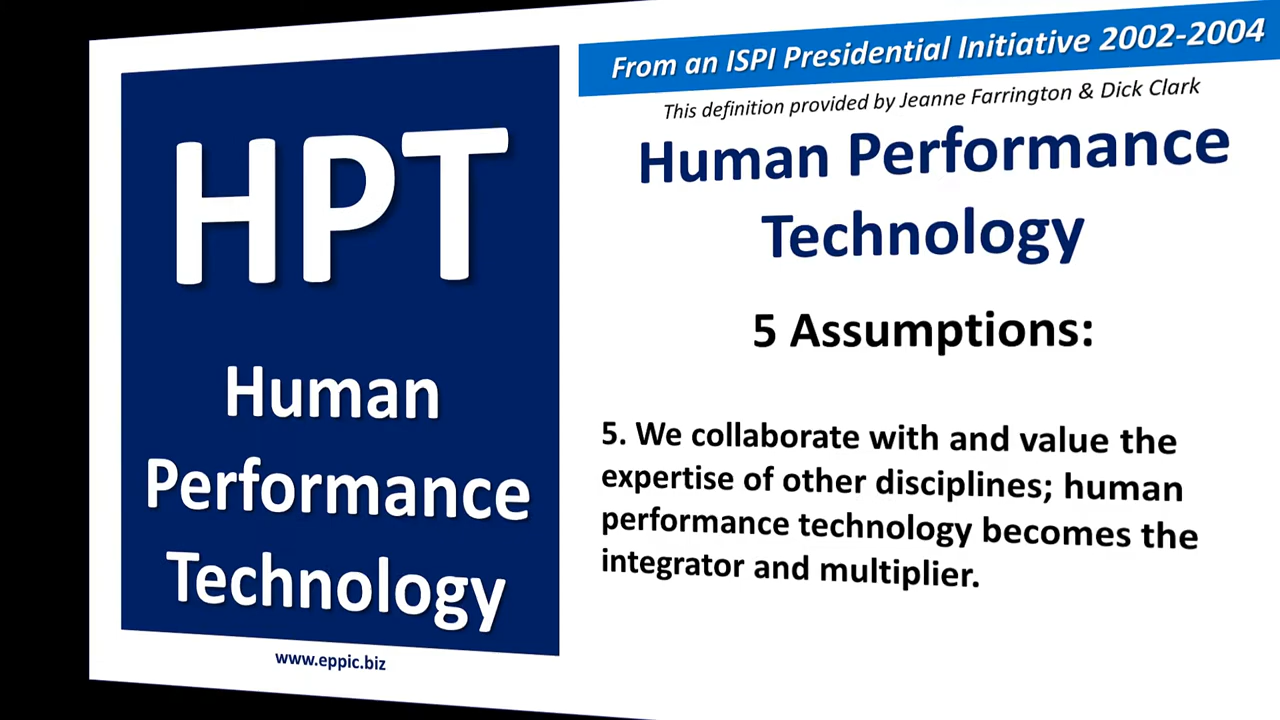 HPT
Human
Performance
Technology
www.eppic.biz
From an ISPI Presidential Initiative 2002-2004
This definition provided by Jeanne Farrington & Dick Clark
Human Performance
Technology
5 Assumptions:
5. We collaborate with and value the
expertise of other disciplines; human
performance technology becomes the
integrator and multiplier.